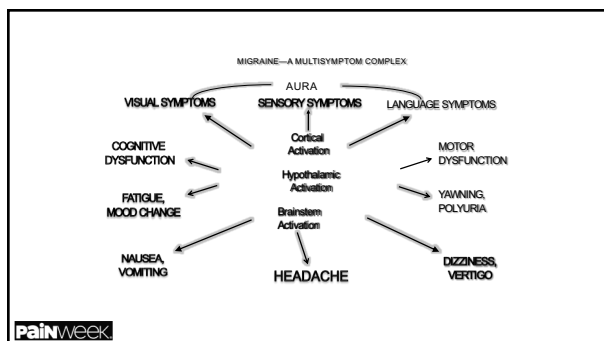 MIGRAINE—A MULTISYMPTOM COMPLEX
AURA
VISUAL SYMPTOMS
SENSORY SYMPTOMS
LANGUAGE SYMPTOMS
Cortical
Activation
COGNITIVE
DYSFUNCTION
MOTOR
DYSFUNCTION
Hypothalamic
Activation
FATIGUE,
MOOD CHANGE
YAWNING,
POLYURIA
Brainstem
Activation
NAUSEA,
VOMITING
HEADACHE
DIZZINESS,
VERTIGO
PaiNWeeK.